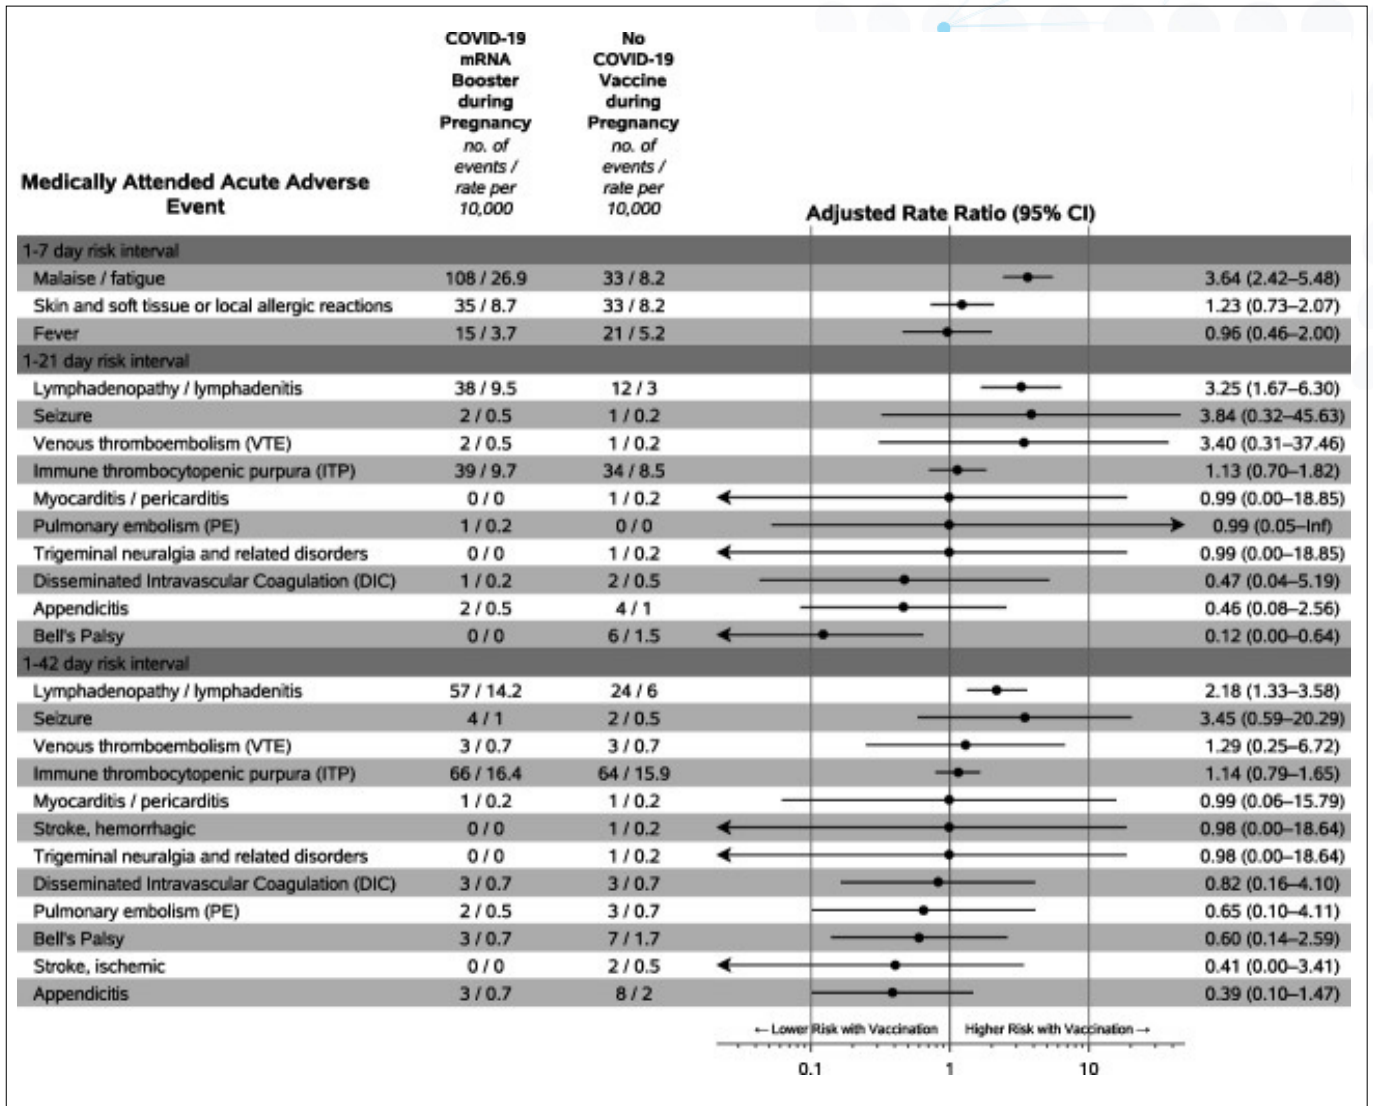 COVID-19
mRNA
Booster
during
Pregnancy
no. of
events /
rate per
10,000
No
COVID-19
Vaccine
during
Pregnancy
no. of
events /
rate per
10,000
Medically Attended Acute Adverse
Event
Adjusted Rate Ratio (95% CI)
1-7 day risk interval
Malaise / fatigue 108 / 26.9 33 / 8.2 3.64 (2.42–5.48)
Skin and soft tissue or local allergic reactions 35 / 8.7 33 / 8.2 1.23 (0.73–2.07)
Fever 15 / 3.7 21 / 5.2 0.96 (0.46–2.00)
1-21 day risk interval
Lymphadenopathy / lymphadenitis 38 / 9.5 12 / 3 3.25 (1.67–6.30)
Seizure 2 / 0.5 1 / 0.2 3.84 (0.32–45.63)
Venous thromboembolism (VTE) 2 / 0.5 1 / 0.2 3.40 (0.31–37.46)
Immune thrombocytopenic purpura (ITP) 39 / 9.7 34 / 8.5 1.13 (0.70–1.82)
Myocarditis / pericarditis 0 / 0 1 / 0.2 0.99 (0.00–18.85)
Pulmonary embolism (PE) 1 / 0.2 0 / 0 0.99 (0.05–Inf)
Trigeminal neuralgia and related disorders 0 / 0 1 / 0.2 0.99 (0.00–18.85)
Disseminated Intravascular Coagulation (DIC) 1 / 0.2 2 / 0.5 0.47 (0.04–5.19)
Appendicitis 2 / 0.5 4 / 1 0.46 (0.08–2.56)
Bell's Palsy 0 / 0 6 / 1.5 0.12 (0.00–0.64)
1-42 day risk interval
Lymphadenopathy / lymphadenitis 57 / 14.2 24 / 6 2.18 (1.33–3.58)
Seizure 4 / 1 2 / 0.5 3.45 (0.59–20.29)
Venous thromboembolism (VTE) 3 / 0.7 3 / 0.7 1.29 (0.25–6.72)
Immune thrombocytopenic purpura (ITP) 66 / 16.4 64 / 15.9 1.14 (0.79–1.65)
Myocarditis / pericarditis 1 / 0.2 1 / 0.2 0.99 (0.06–15.79)
Stroke, hemorrhagic 0 / 0 1 / 0.2 0.98 (0.00–18.64)
Trigeminal neuralgia and related disorders 0 / 0 1 / 0.2 0.98 (0.00–18.64)
Disseminated Intravascular Coagulation (DIC) 3 / 0.7 3 / 0.7 0.82 (0.16–4.10)
Pulmonary embolism (PE) 2 / 0.5 3 / 0.7 0.65 (0.10–4.11)
Bell's Palsy 3 / 0.7 7 / 1.7 0.60 (0.14–2.59)
Stroke, ischemic 0 / 0 2 / 0.5 0.41 (0.00–3.41)
Appendicitis 3 / 0.7 8 / 2 0.39 (0.10–1.47)
← Lower Risk with Vaccination Higher Risk with Vaccination →
0.1 1 10